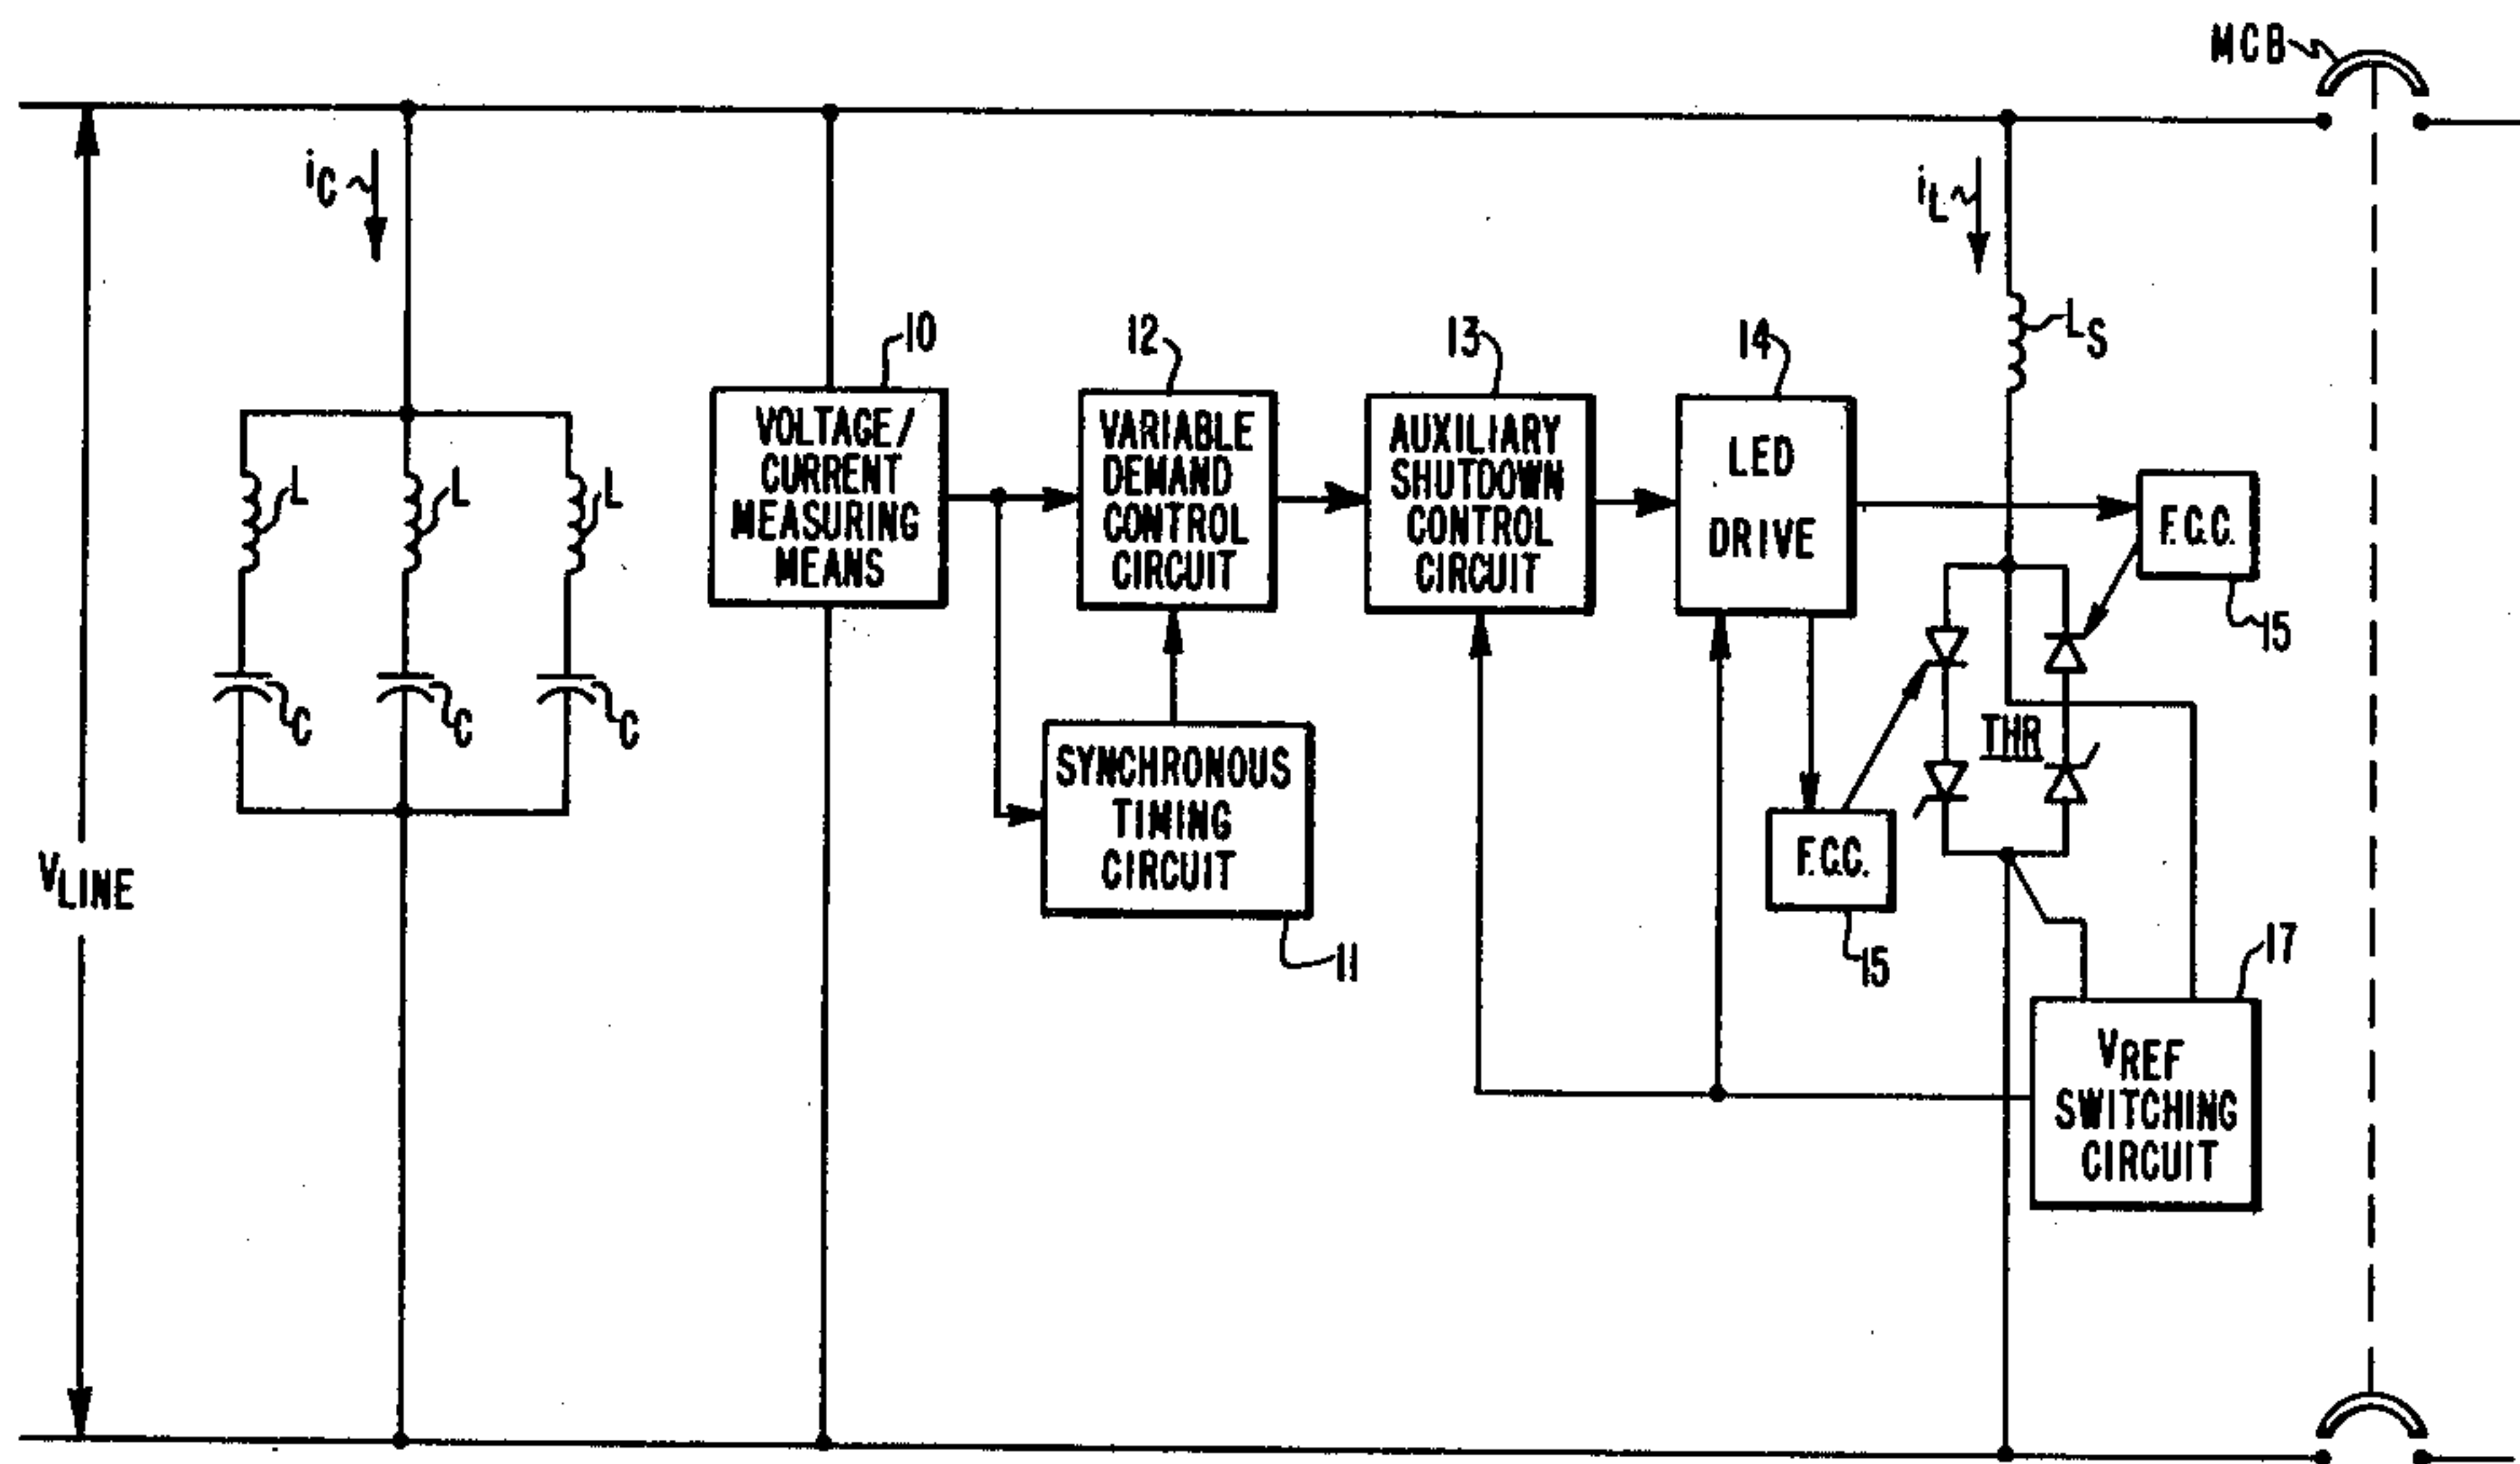 MCB
iC
iL
10
12
13
14
LS
VOLTAGE/
CURRENT
MEASURING
MEANS
VARIABLE
DEMAND
CONTROL
CIRCUIT
AUXILIARY
SHUTDOWN
CONTROL
CIRCUIT
LED
DRIVE
F.C.C.
15
L
L
L
C
C
C
THR
SYNCHRONOUS
TIMING
CIRCUIT
11
F.C.C.
15
VLINE
17
VREF
SWITCHING
CIRCUIT